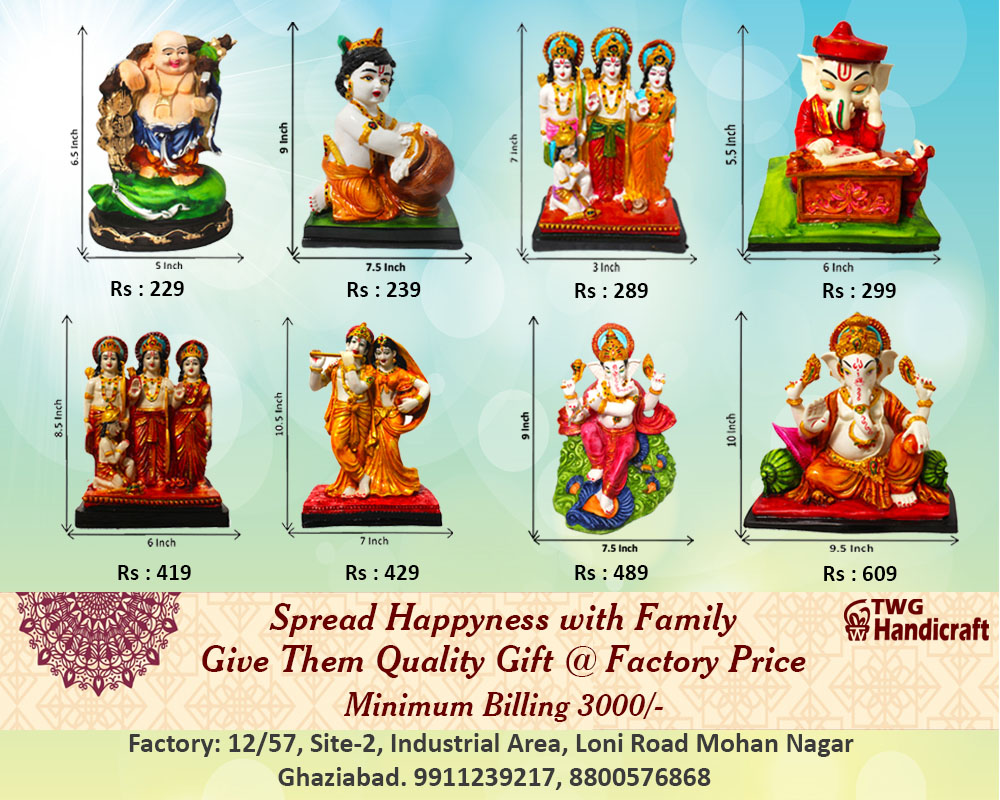 6.5 Inch
5 Inch
Rs : 229
9 Inch
7.5 Inch
Rs : 239
7 Inch
3 Inch
Rs : 289
5.5 Inch
6 Inch
Rs : 299
8.5 Inch
6 Inch
Rs : 419
10.5 Inch
7 Inch
Rs : 429
9 Inch
7.5 Inch
Rs : 489
10 Inch
9.5 Inch
Rs : 609
Spread Happyness with Family
Give Them Quality Gift @ Factory Price
Minimum Billing 3000/-
TWG
Handicraft
Factory: 12/57, Site-2, Industrial Area, Loni Road Mohan Nagar
Ghaziabad. 9911239217, 8800576868